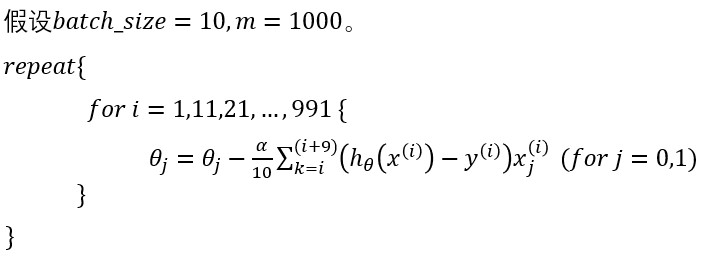 假设batch_size = 10, m = 1000。
repeat{
for i = 1,11,21, … , 991 {
θ_j = θ_j − \frac{α}{10} ∑_{k=i}^{(i+9)} (h_θ(x^{(i)}) − y^{(i)})x_j^{(i)} (for j = 0,1)
}
}